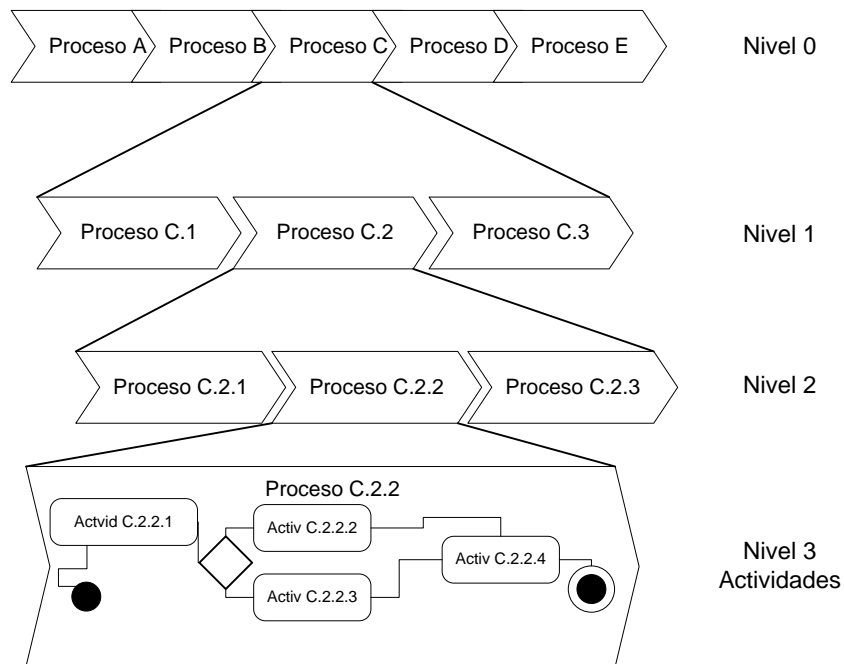 Proceso A
Proceso B
Proceso C
Proceso D
Proceso E
Nivel 0
Proceso C.1
Proceso C.2
Proceso C.3
Nivel 1
Proceso C.2.1
Proceso C.2.2
Proceso C.2.3
Nivel 2
Proceso C.2.2
Actvid C.2.2.1
Activ C.2.2.2
Activ C.2.2.3
Activ C.2.2.4
Nivel 3
Actividades